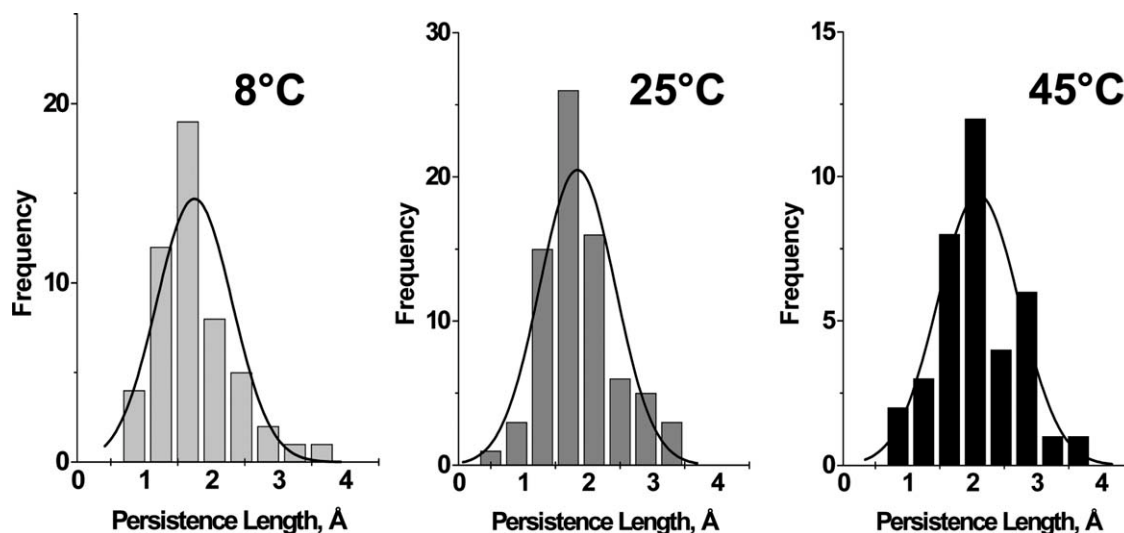 8°C
20
10
0
Frequency
0 1 2 3 4
Persistence Length, Å
25°C
30
20
10
0
Frequency
0 1 2 3 4
Persistence Length, Å
45°C
15
10
5
0
Frequency
1 2 3 4
Persistence Length, Å